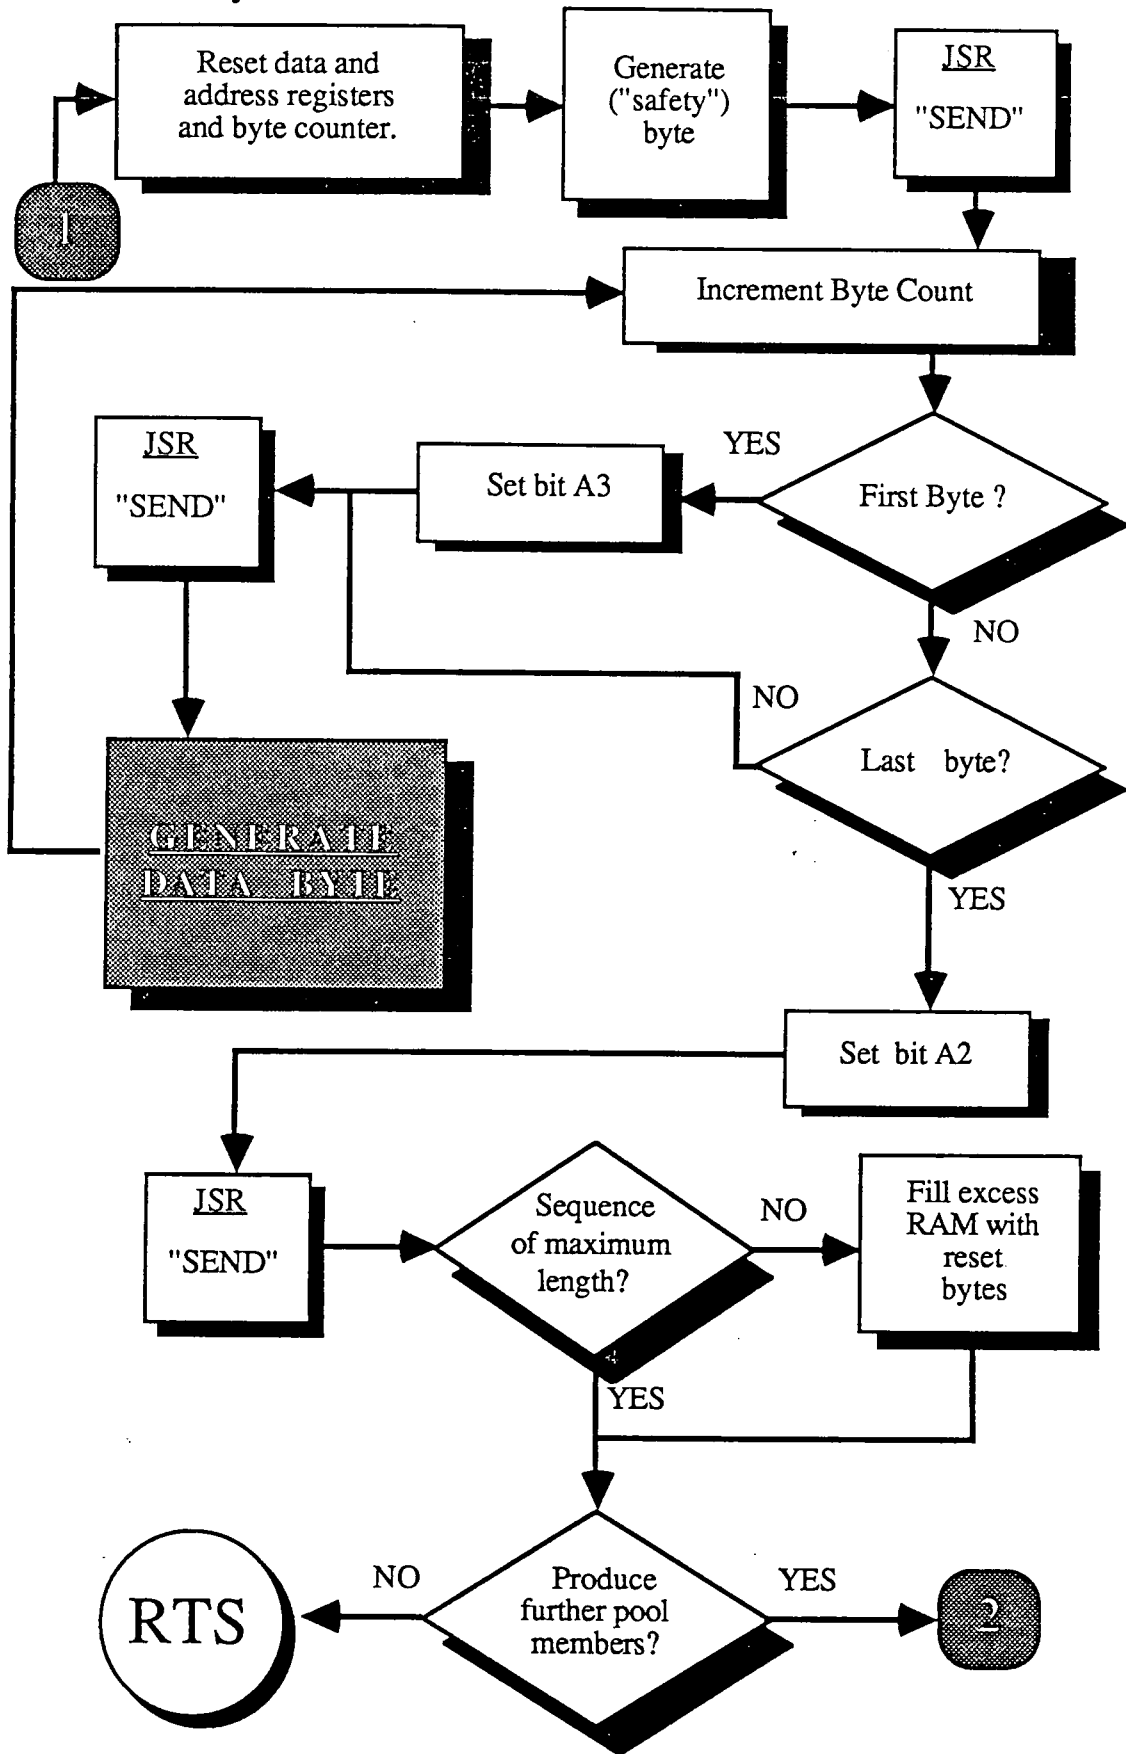 Reset data and
address registers
and byte counter.
Generate
("safety")
byte
JSR
"SEND"
1
Increment Byte Count
JSR
"SEND"
Set bit A3
YES
First Byte ?
NO
NO
Last byte?
GENERATE
DATA BYTE
YES
Set bit A2
JSR
"SEND"
Sequence
of maximum
length?
NO
Fill excess
RAM with
reset
bytes
YES
RTS
NO
Produce
further pool
members?
YES
2